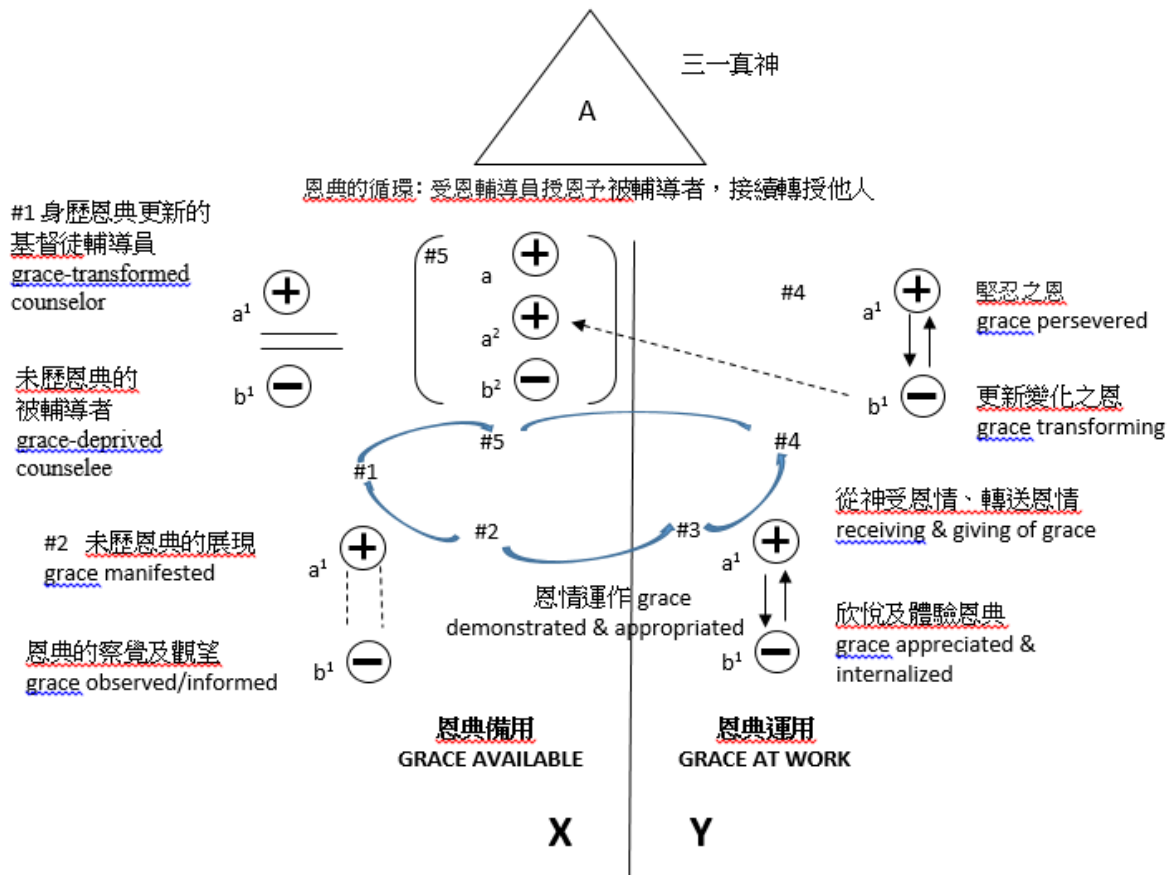 A
三一真神
恩典的循環: 受恩輔導員授恩予被輔導者，接續轉授他人
#1 身歷恩典更新的
基督徒輔導員
grace-transformed
counselor
a¹
+
未歷恩典的
被輔導者
grace-deprived
counselee
b¹
−
#5
a
+
a²
+
b²
−
#4
a¹
+
堅忍之恩
grace persevered
b¹
−
更新變化之恩
grace transforming
#5
#4
#1
#2
#3
#2 未歷恩典的展現
grace manifested
a¹
+
恩典的察覺及觀望
grace observed/informed
b¹
−
恩情運作 grace
demonstrated & appropriated
從神受恩情、轉送恩情
receiving & giving of grace
a¹
+
欣悅及體驗恩典
grace appreciated &
internalized
b¹
−
恩典備用
GRACE AVAILABLE
恩典運用
GRACE AT WORK
X
Y